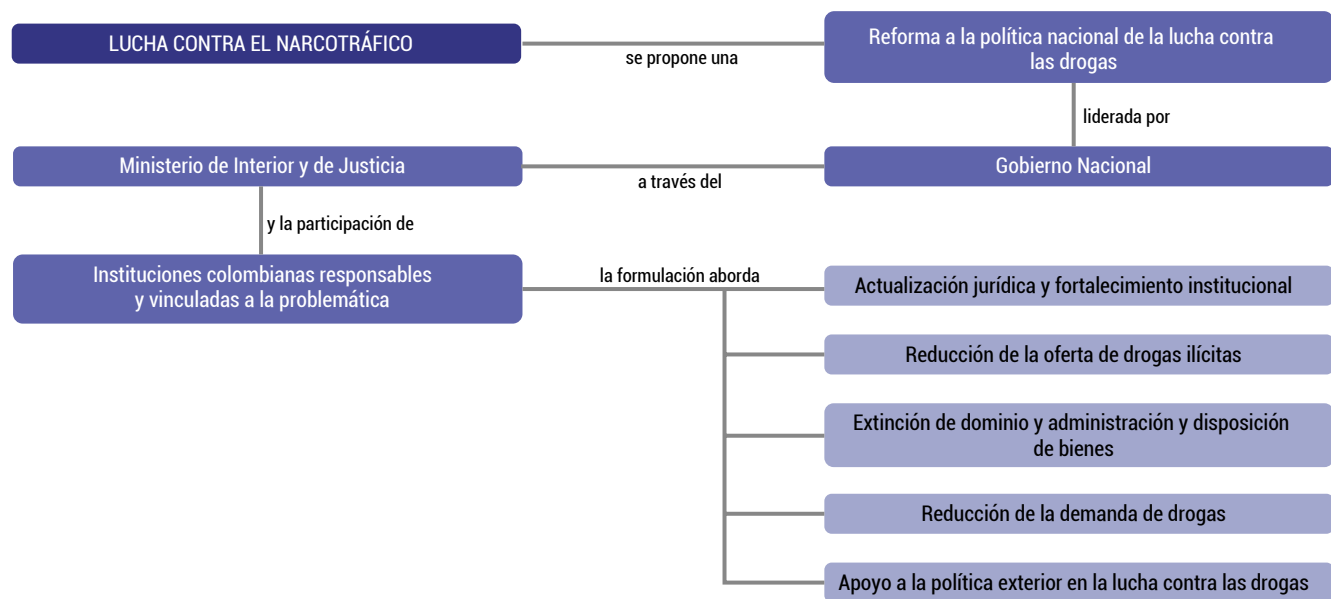 LUCHA CONTRA EL NARCOTRÁFICO
se propone una
Reforma a la política nacional de la lucha contra
las drogas
liderada por
Gobierno Nacional
a través del
Ministerio de Interior y de Justicia
y la participación de
Instituciones colombianas responsables
y vinculadas a la problemática
la formulación aborda
Actualización jurídica y fortalecimiento institucional
Reducción de la oferta de drogas ilícitas
Extinción de dominio y administración y disposición
de bienes
Reducción de la demanda de drogas
Apoyo a la política exterior en la lucha contra las drogas